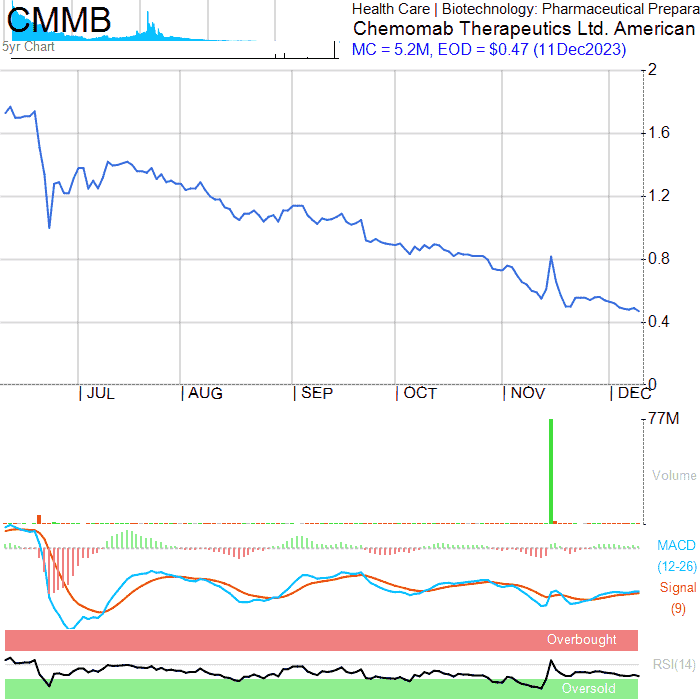 CMMB
Health Care | Biotechnology: Pharmaceutical Prepara
Chemomab Therapeutics Ltd. American
5yr Chart
MC = 5.2M, EOD = $0.47 (11Dec2023)
2
1.6
1.2
0.8
0.4
0
| JUL | AUG | SEP | OCT | NOV | DEC
77M
Volume
MACD
(12-26)
Signal
(9)
Overbought
RSI(14)
Oversold